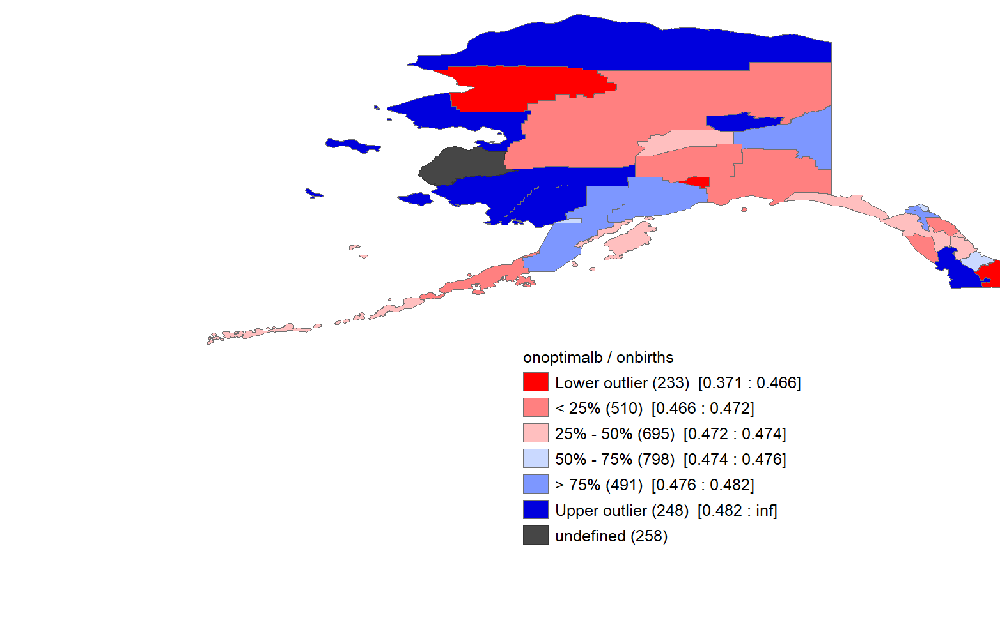 onoptimalb / onbirths
Lower outlier (233) [0.371 : 0.466]
< 25% (510) [0.466 : 0.472]
25% - 50% (695) [0.472 : 0.474]
50% - 75% (798) [0.474 : 0.476]
> 75% (491) [0.476 : 0.482]
Upper outlier (248) [0.482 : inf]
undefined (258)